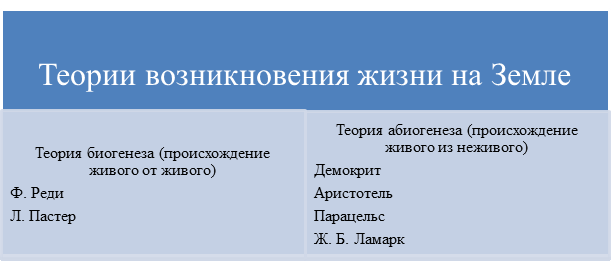 Теории возникновения жизни на Земле
Теория биогенеза (происхождение
живого от живого)
Ф. Реди
Л. Пастер
Теория абиогенеза (происхождение
живого из неживого)
Демокрит
Аристотель
Парацельс
Ж. Б. Ламарк